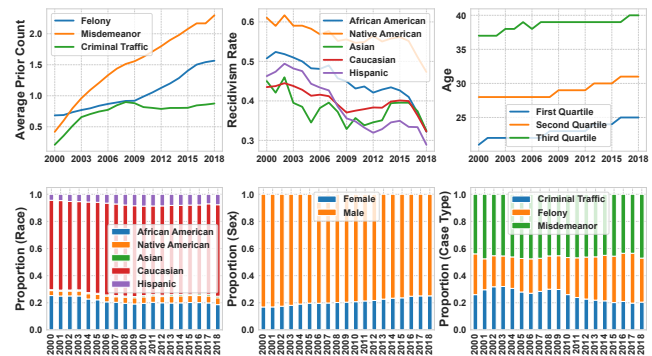 Average Prior Count
2.0
1.5
1.0
0.5
Felony
Misdemeanor
Criminal Traffic
2000 2003 2006 2009 2012 2015 2018
Recidivism Rate
0.6
0.5
0.4
0.3
African American
Native American
Asian
Caucasian
Hispanic
2000 2003 2006 2009 2012 2015 2018
Age
40
35
30
25
First Quartile
Second Quartile
Third Quartile
2000 2003 2006 2009 2012 2015 2018
Proportion (Race)
1.0
0.8
0.6
0.4
0.2
0.0
African American
Native American
Asian
Caucasian
Hispanic
2000 2001 2002 2003 2004 2005 2006 2007 2008 2009 2010 2011 2012 2013 2014 2015 2016 2017 2018
Proportion (Sex)
1.0
0.8
0.6
0.4
0.2
0.0
Female
Male
2000 2001 2002 2003 2004 2005 2006 2007 2008 2009 2010 2011 2012 2013 2014 2015 2016 2017 2018
Proportion (Case Type)
1.0
0.8
0.6
0.4
0.2
0.0
Criminal Traffic
Felony
Misdemeanor
2000 2001 2002 2003 2004 2005 2006 2007 2008 2009 2010 2011 2012 2013 2014 2015 2016 2017 2018